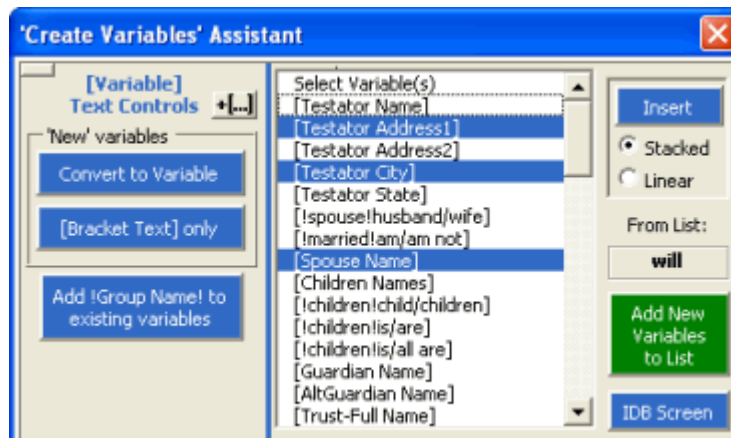 'Create Variables' Assistant
[Variable]
Text Controls
+[...]
'New' variables
Convert to Variable
[Bracket Text] only
Add !Group Name! to
existing variables
Select Variable(s)
[Testator Name]
[Testator Address1]
[Testator Address2]
[Testator City]
[Testator State]
[!spouse!husband/wife]
[!married!am/am not]
[Spouse Name]
[Children Names]
[!children!child/children]
[!children!is/are]
[!children!is/all are]
[Guardian Name]
[AltGuardian Name]
[Trust-Full Name]
Insert
Stacked
Linear
From List:
will
Add New
Variables
to List
IDB Screen